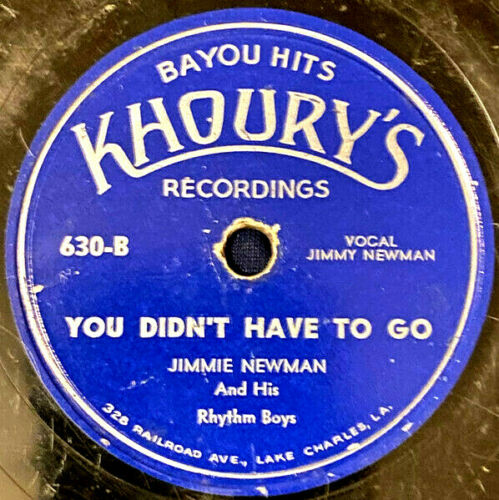 BAYOU HITS
KHOURY'S
RECORDINGS
630-B
VOCAL
JIMMY NEWMAN
YOU DIDN'T HAVE TO GO
JIMMIE NEWMAN
And His
Rhythm Boys
328 RAILROAD AVE., LAKE CHARLES, LA.